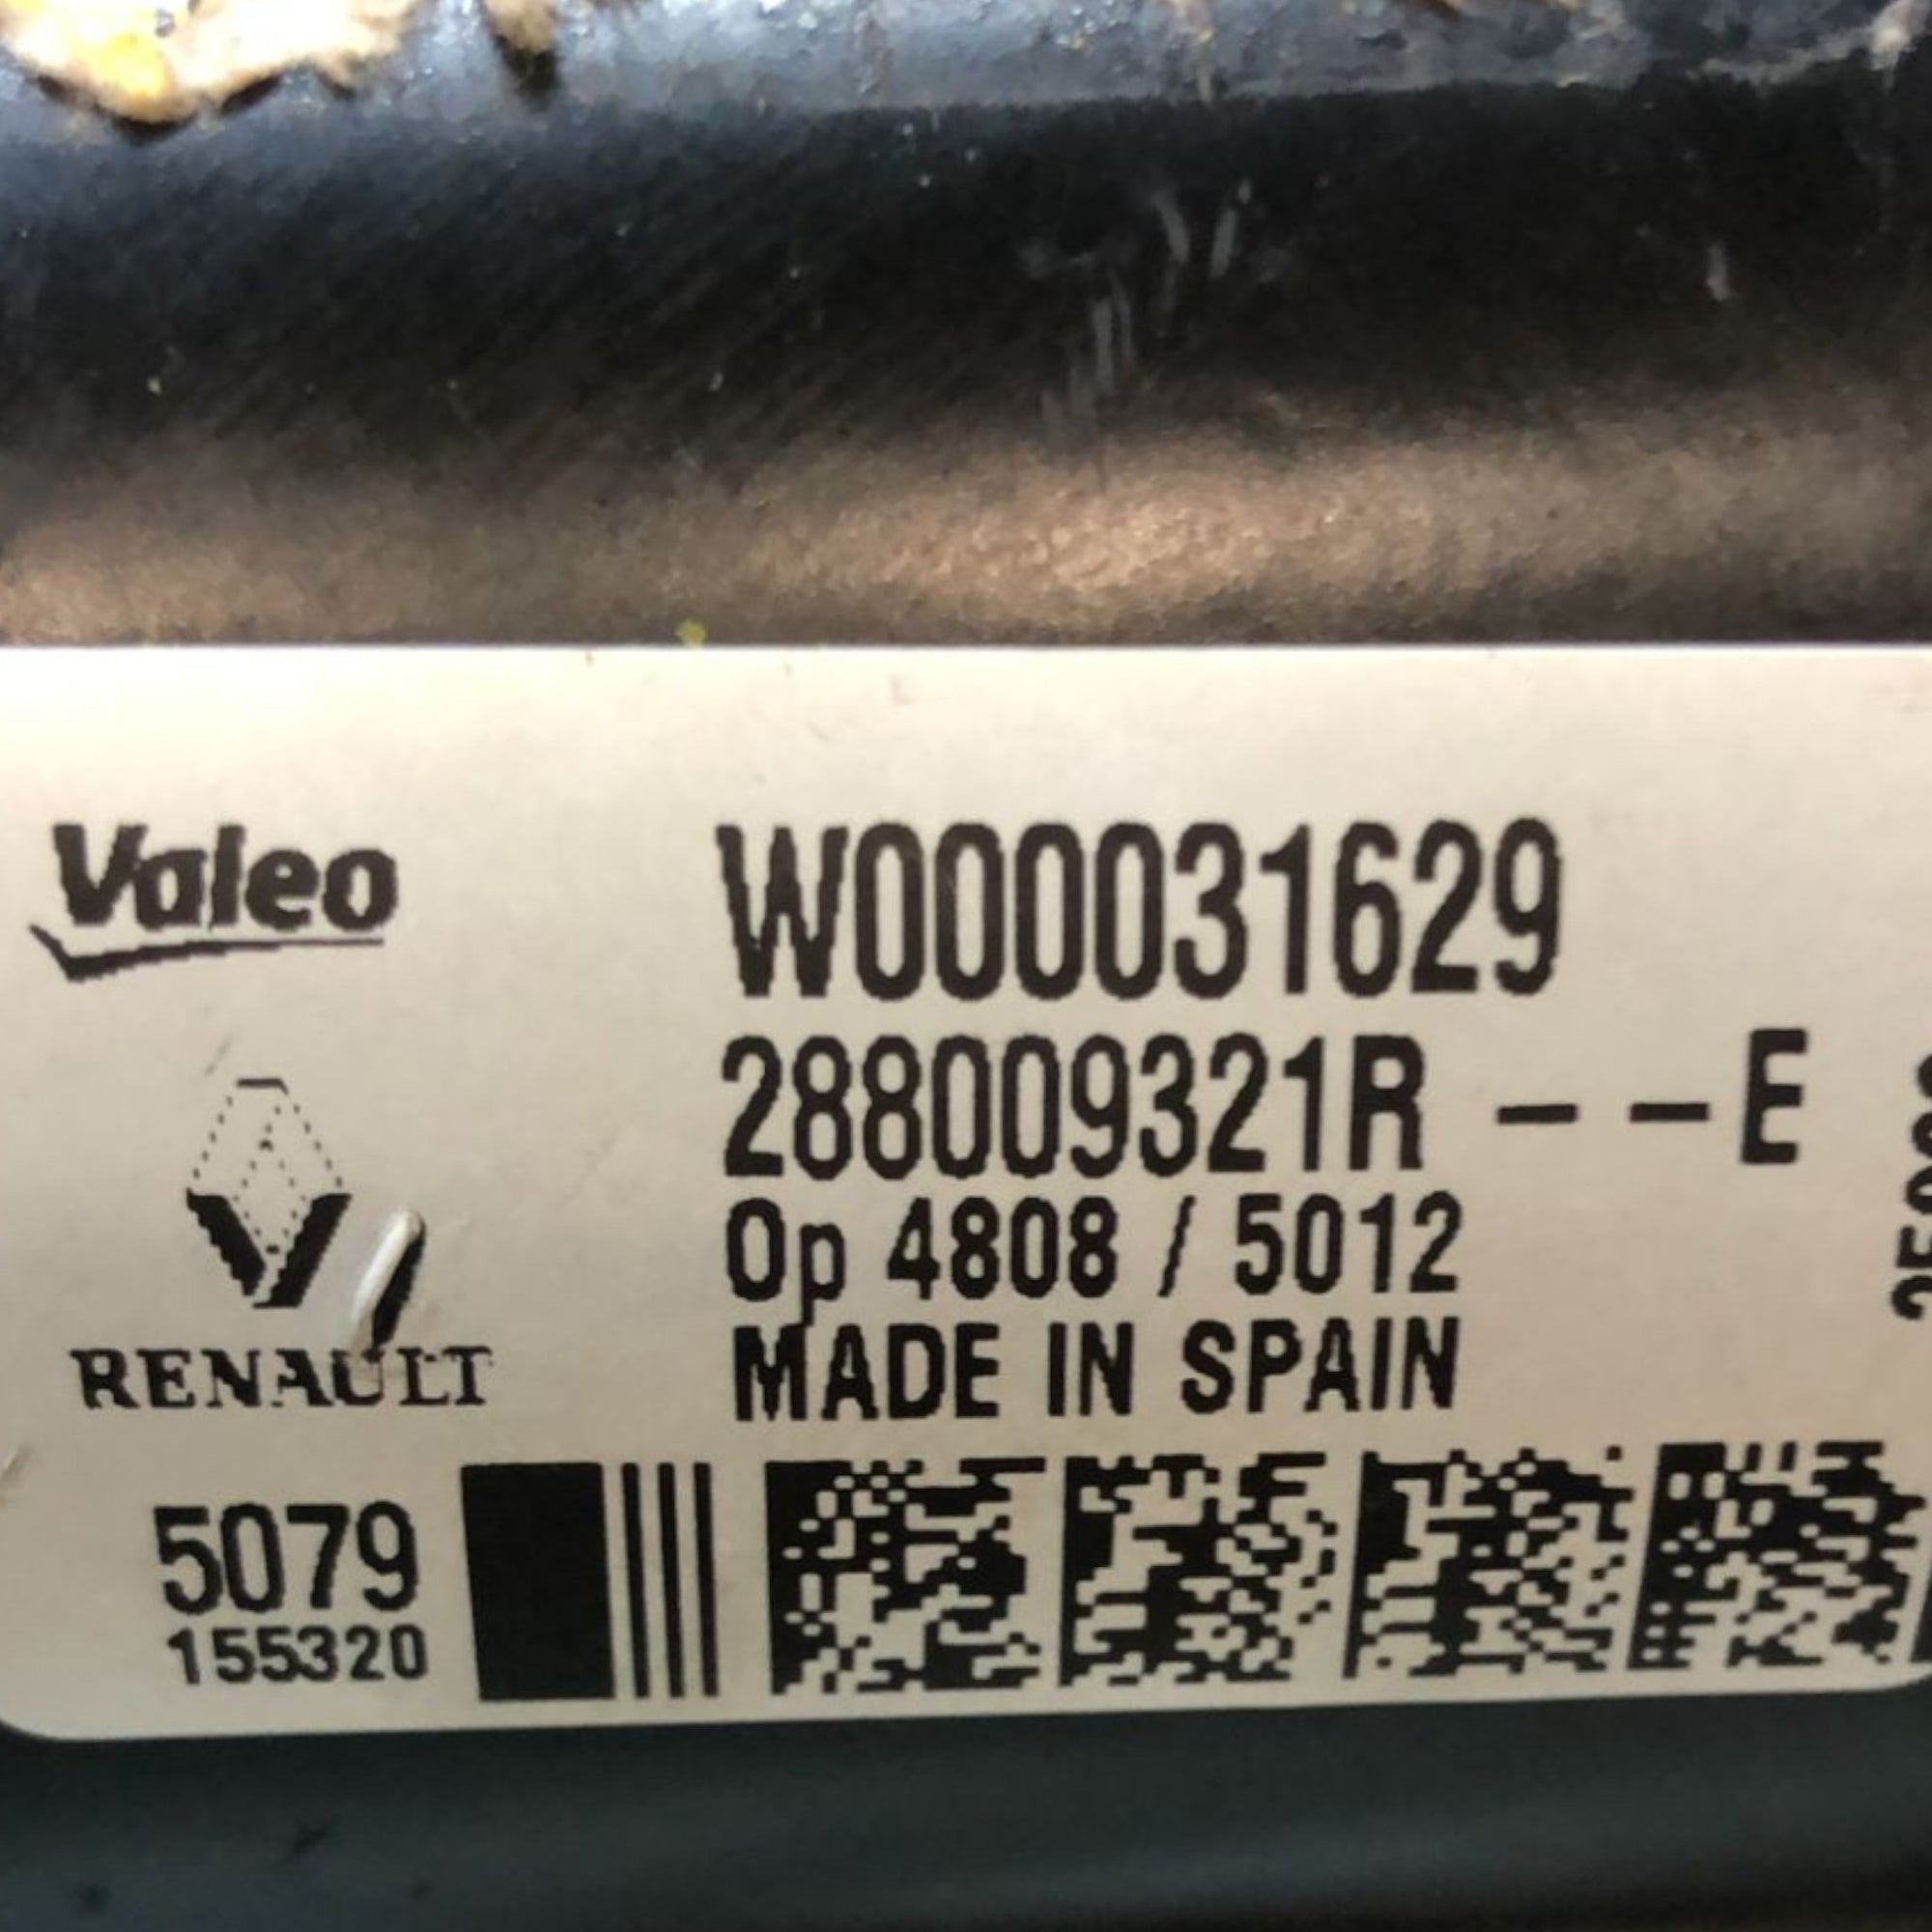 Valeo
W000031629
288009321R --E
Op 4808 / 5012
MADE IN SPAIN
RENAULT
5079
155320